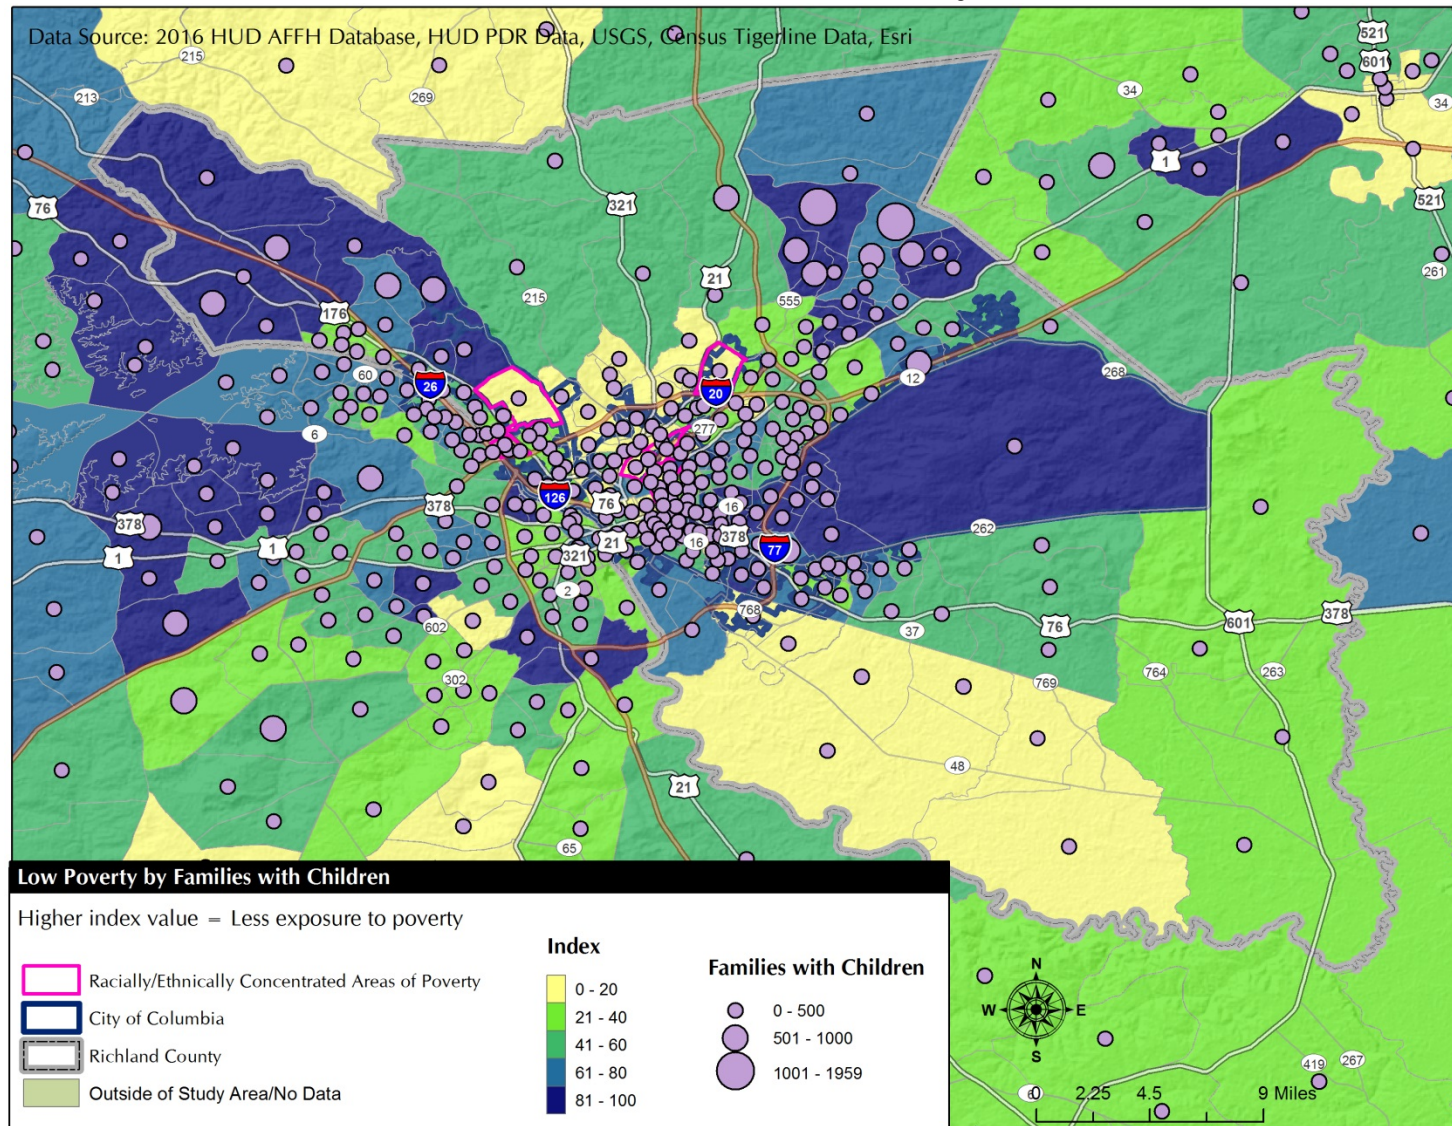 Data Source: 2016 HUD AFFH Database, HUD PDR Data, USGS, Census Tigerline Data, Esri
521
601
215
213
269
34
34
1
76
321
521
21
261
215
555
176
268
60
26
20
12
6
277
126
76
378
16
378
262
1
1
321
21
16
378
77
2
768
602
37
76
601
378
302
769
764
263
48
21
65
Low Poverty by Families with Children
Higher index value = Less exposure to poverty
Racially/Ethnically Concentrated Areas of Poverty
City of Columbia
Richland County
Outside of Study Area/No Data
Index
0 - 20
21 - 40
41 - 60
61 - 80
81 - 100
Families with Children
0 - 500
501 - 1000
1001 - 1959
N
W
E
S
419
267
6
0 2.25 4.5 9 Miles